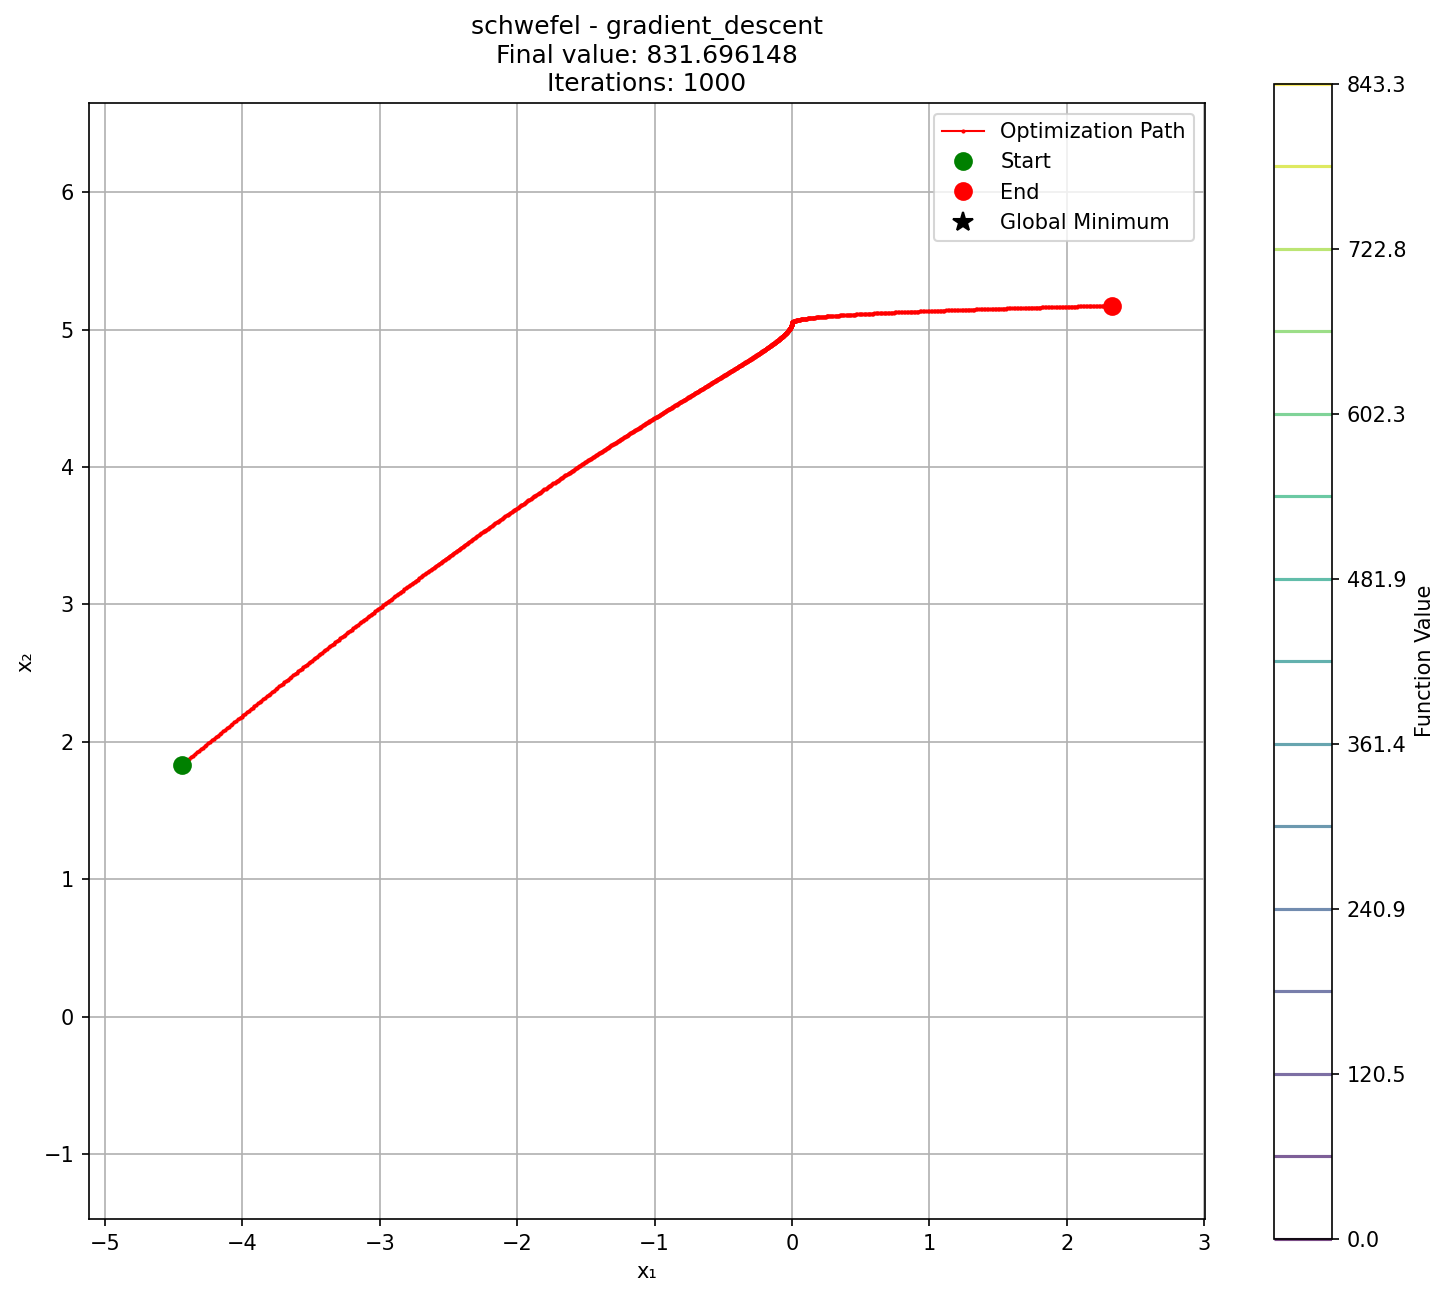 schwefel - gradient_descent
Final value: 831.696148
Iterations: 1000
Optimization Path
Start
End
Global Minimum
6
5
4
3
2
1
0
−1
x₂
−5
−4
−3
−2
−1
0
1
2
3
x₁
843.3
722.8
602.3
481.9
361.4
240.9
120.5
0.0
Function Value